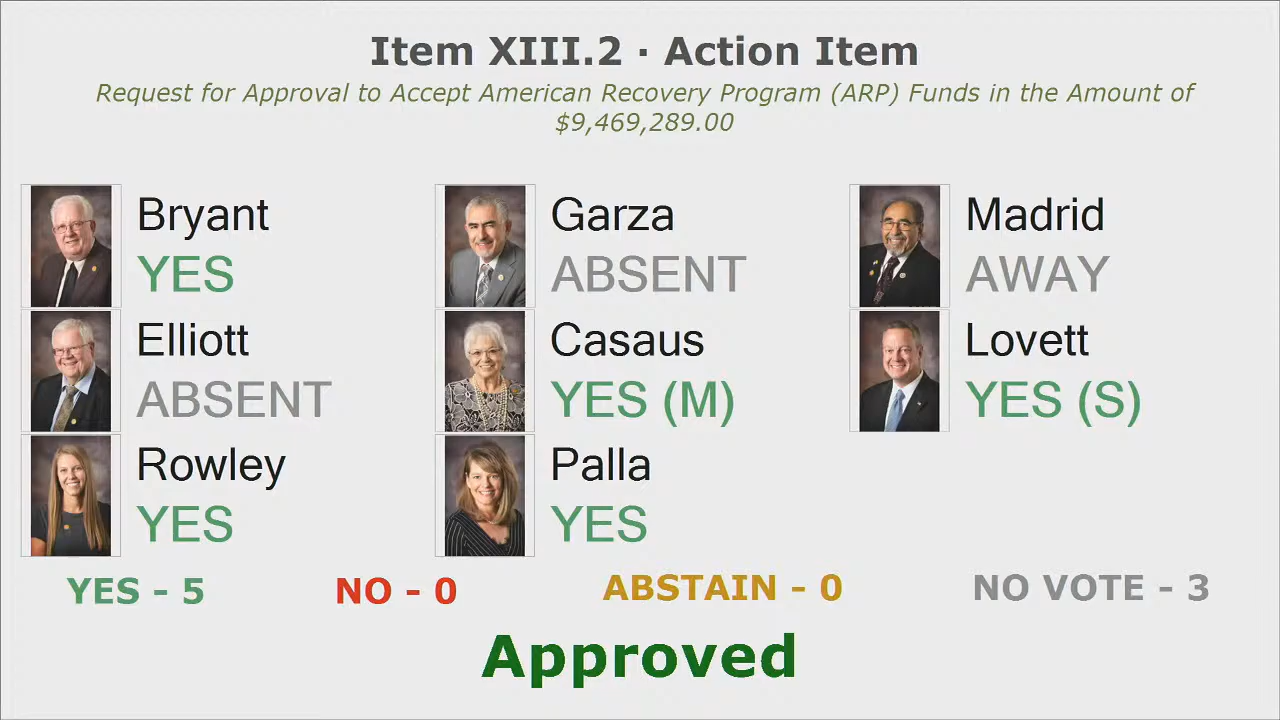 Item XIII.2 · Action Item
Request for Approval to Accept American Recovery Program (ARP) Funds in the Amount of
$9,469,289.00
Bryant
YES
Garza
ABSENT
Madrid
AWAY
Elliott
ABSENT
Casaus
YES (M)
Lovett
YES (S)
Rowley
YES
Palla
YES
YES - 5
NO - 0
ABSTAIN - 0
NO VOTE - 3
Approved